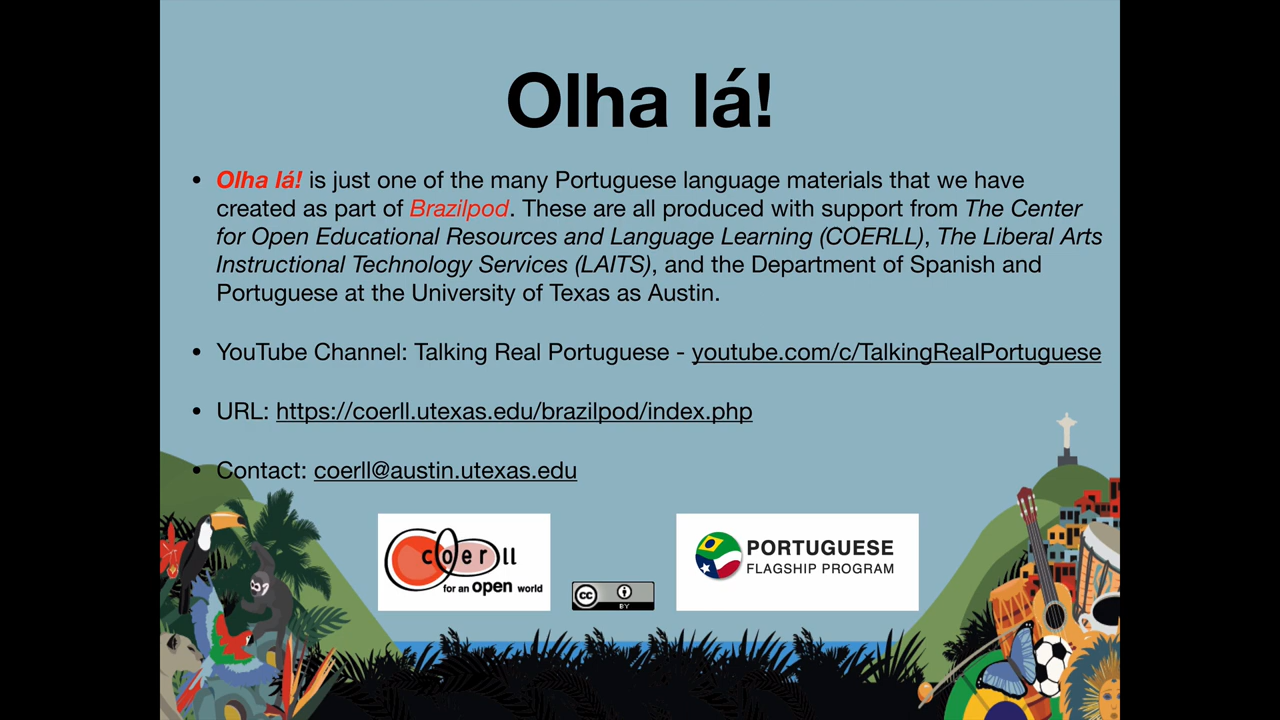 Olha lá!
• Olha lá! is just one of the many Portuguese language materials that we have
created as part of Brazilpod. These are all produced with support from The Center
for Open Educational Resources and Language Learning (COERLL), The Liberal Arts
Instructional Technology Services (LAITS), and the Department of Spanish and
Portuguese at the University of Texas as Austin.
• YouTube Channel: Talking Real Portuguese - youtube.com/c/TalkingRealPortuguese
• URL: https://coerll.utexas.edu/brazilpod/index.php
• Contact: coerll@austin.utexas.edu
coerll
for an open world
cc
BY
PORTUGUESE
FLAGSHIP PROGRAM